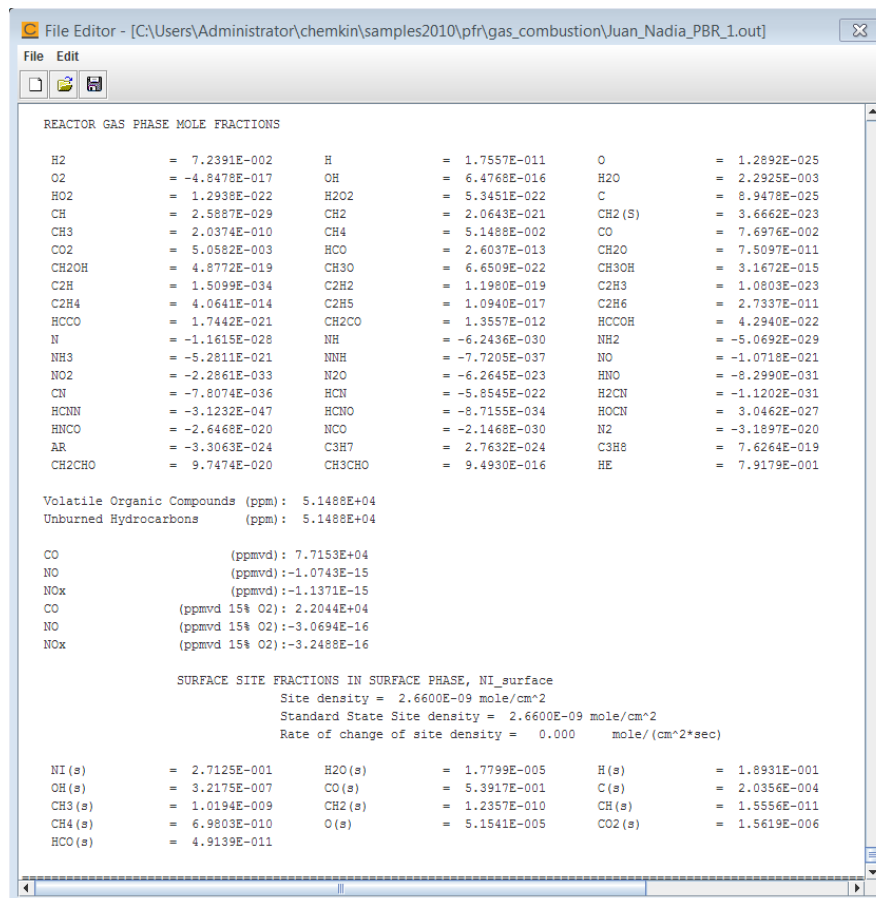 File Editor - [C:\Users\Administrator\chemkin\samples2010\pfr\gas_combustion\Juan_Nadia_PBR_1.out]
File Edit
REACTOR GAS PHASE MOLE FRACTIONS
H2 = 7.2391E-002 H = 1.7557E-011 O = 1.2892E-025
O2 = -4.8478E-017 OH = 6.4768E-016 H2O = 2.2925E-003
HO2 = 1.2938E-022 H2O2 = 5.3451E-022 C = 8.9478E-025
CH = 2.5887E-029 CH2 = 2.0643E-021 CH2(S) = 3.6662E-023
CH3 = 2.0374E-010 CH4 = 5.1488E-002 CO = 7.6976E-002
CO2 = 5.0582E-003 HCO = 2.6037E-013 CH2O = 7.5097E-011
CH2OH = 4.8772E-019 CH3O = 6.6509E-022 CH3OH = 3.1672E-015
C2H = 1.5099E-034 C2H2 = 1.1980E-019 C2H3 = 1.0803E-023
C2H4 = 4.0641E-014 C2H5 = 1.0940E-017 C2H6 = 2.7337E-011
HCCO = 1.7442E-021 CH2CO = 1.3557E-012 HCCOH = 4.2940E-022
N = -1.1615E-028 NH = -6.2436E-030 NH2 = -5.0692E-029
NH3 = -5.2811E-021 NNH = -7.7205E-037 NO = -1.0718E-021
NO2 = -2.2861E-033 N2O = -6.2645E-023 HNO = -8.2990E-031
CN = -7.8074E-036 HCN = -5.8545E-022 H2CN = -1.1202E-031
HCNN = -3.1232E-047 HCNO = -8.7155E-034 HOCN = 3.0462E-027
HNCO = -2.6468E-020 NCO = -2.1468E-030 N2 = -3.1897E-020
AR = -3.3063E-024 C3H7 = 2.7632E-024 C3H8 = 7.6264E-019
CH2CHO = 9.7474E-020 CH3CHO = 9.4930E-016 HE = 7.9179E-001
Volatile Organic Compounds (ppm): 5.1488E+04
Unburned Hydrocarbons (ppm): 5.1488E+04
CO (ppmvd): 7.7153E+04
NO (ppmvd):-1.0743E-15
NOx (ppmvd):-1.1371E-15
CO (ppmvd 15% O2): 2.2044E+04
NO (ppmvd 15% O2):-3.0694E-16
NOx (ppmvd 15% O2):-3.2488E-16
SURFACE SITE FRACTIONS IN SURFACE PHASE, NI_surface
Site density = 2.6600E-09 mole/cm^2
Standard State Site density = 2.6600E-09 mole/cm^2
Rate of change of site density = 0.000 mole/(cm^2*sec)
NI(s) = 2.7125E-001 H2O(s) = 1.7799E-005 H(s) = 1.8931E-001
OH(s) = 3.2175E-007 CO(s) = 5.3917E-001 C(s) = 2.0356E-004
CH3(s) = 1.0194E-009 CH2(s) = 1.2357E-010 CH(s) = 1.5556E-011
CH4(s) = 6.9803E-010 O(s) = 5.1541E-005 CO2(s) = 1.5619E-006
HCO(s) = 4.9139E-011